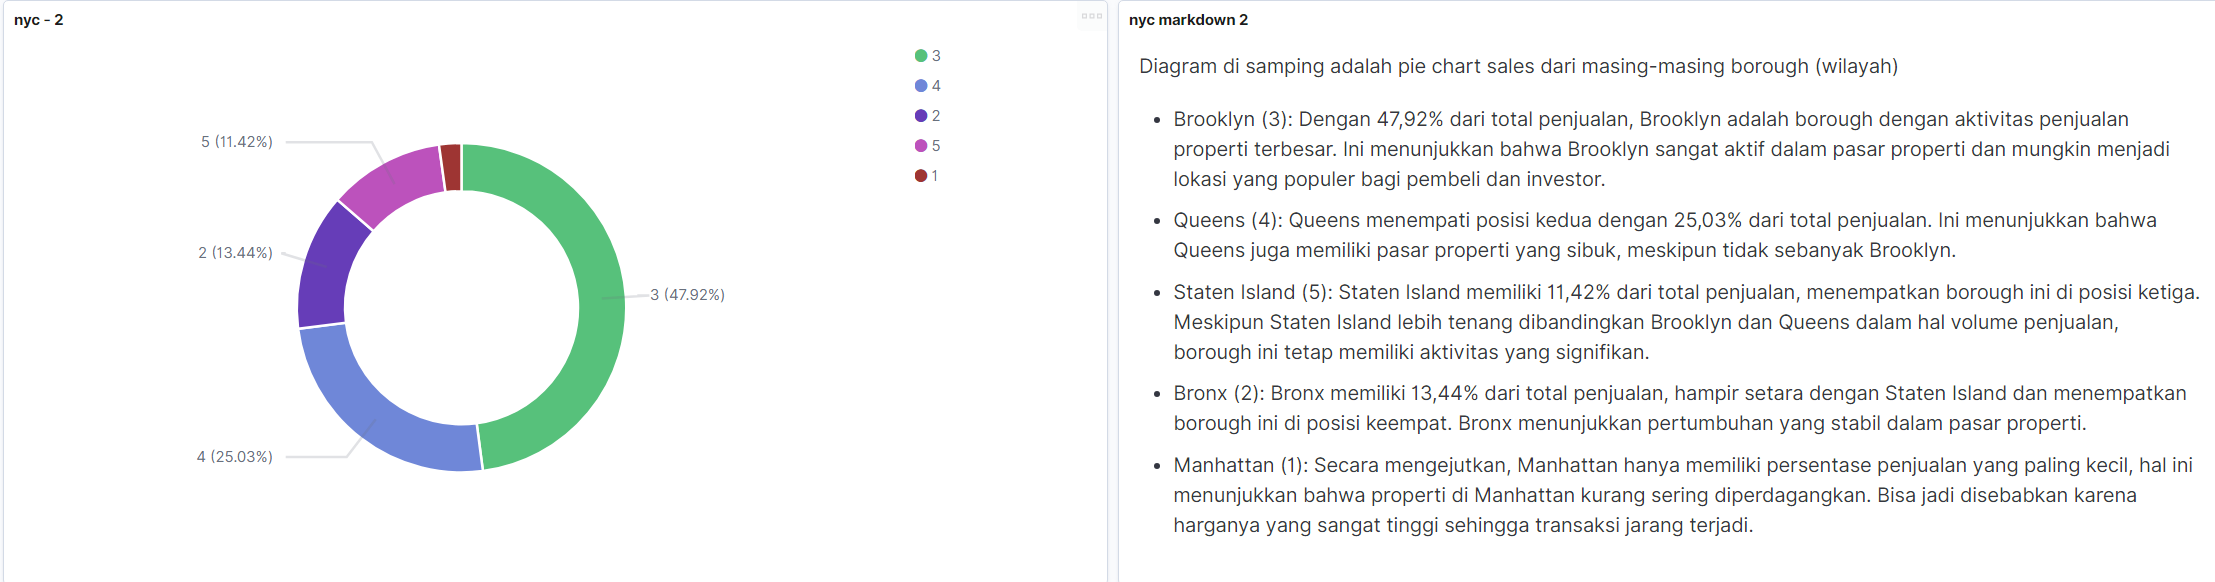 nyc - 2
3
4
2
5
1
5 (11.42%)
2 (13.44%)
3 (47.92%)
4 (25.03%)
nyc markdown 2
Diagram di samping adalah pie chart sales dari masing-masing borough (wilayah)
• Brooklyn (3): Dengan 47,92% dari total penjualan, Brooklyn adalah borough dengan aktivitas penjualan
properti terbesar. Ini menunjukkan bahwa Brooklyn sangat aktif dalam pasar properti dan mungkin menjadi
lokasi yang populer bagi pembeli dan investor.
• Queens (4): Queens menempati posisi kedua dengan 25,03% dari total penjualan. Ini menunjukkan bahwa
Queens juga memiliki pasar properti yang sibuk, meskipun tidak sebanyak Brooklyn.
• Staten Island (5): Staten Island memiliki 11,42% dari total penjualan, menempatkan borough ini di posisi ketiga.
Meskipun Staten Island lebih tenang dibandingkan Brooklyn dan Queens dalam hal volume penjualan,
borough ini tetap memiliki aktivitas yang signifikan.
• Bronx (2): Bronx memiliki 13,44% dari total penjualan, hampir setara dengan Staten Island dan menempatkan
borough ini di posisi keempat. Bronx menunjukkan pertumbuhan yang stabil dalam pasar properti.
• Manhattan (1): Secara mengejutkan, Manhattan hanya memiliki persentase penjualan yang paling kecil, hal ini
menunjukkan bahwa properti di Manhattan kurang sering diperdagangkan. Bisa jadi disebabkan karena
harganya yang sangat tinggi sehingga transaksi jarang terjadi.